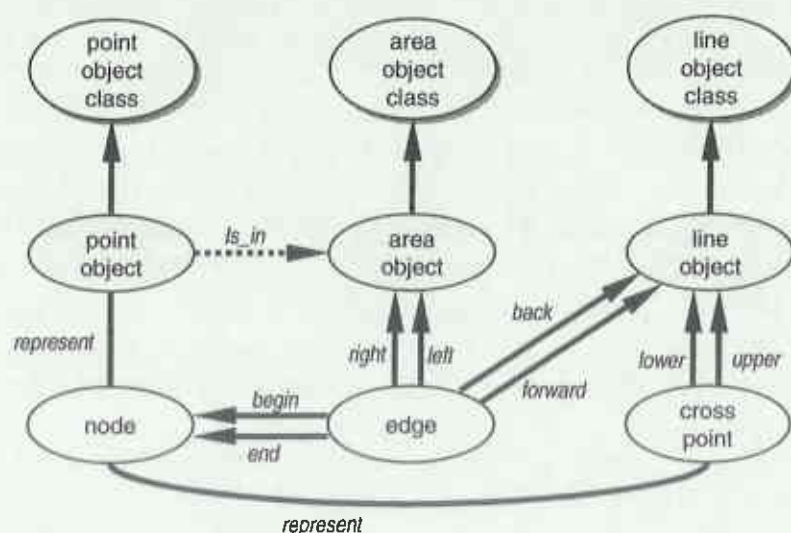 point
object
class
area
object
class
line
object
class
point
object
Is_in
area
object
line
object
represent
right
left
back
forward
lower
upper
node
begin
end
edge
cross
point
represent